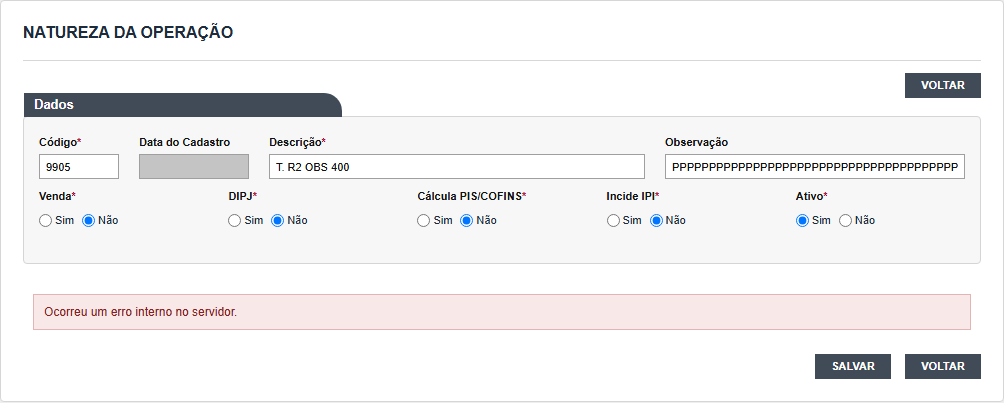 NATUREZA DA OPERAÇÃO
VOLTAR
Dados
Código* Data do Cadastro Descrição* Observação
9905 T. R2 OBS 400 PPPPPPPPPPPPPPPPPPPPPPPPPPPPPPPPPPPPPPP
Venda* DIPJ* Cálcula PIS/COFINS* Incide IPI* Ativo*
Sim Não Sim Não Sim Não Sim Não Sim Não
Ocorreu um erro interno no servidor.
SALVAR VOLTAR